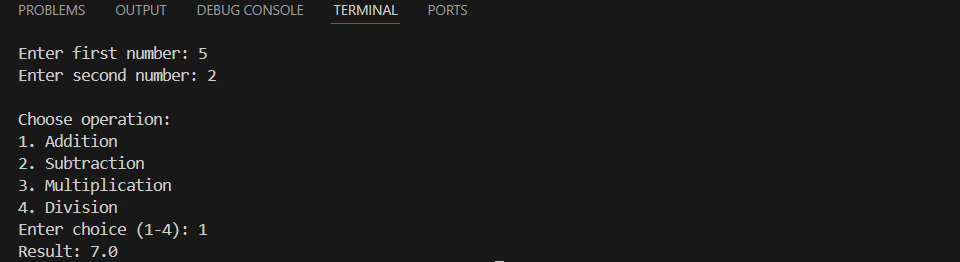 PROBLEMS OUTPUT DEBUG CONSOLE TERMINAL PORTS
Enter first number: 5
Enter second number: 2
Choose operation:
1. Addition
2. Subtraction
3. Multiplication
4. Division
Enter choice (1-4): 1
Result: 7.0